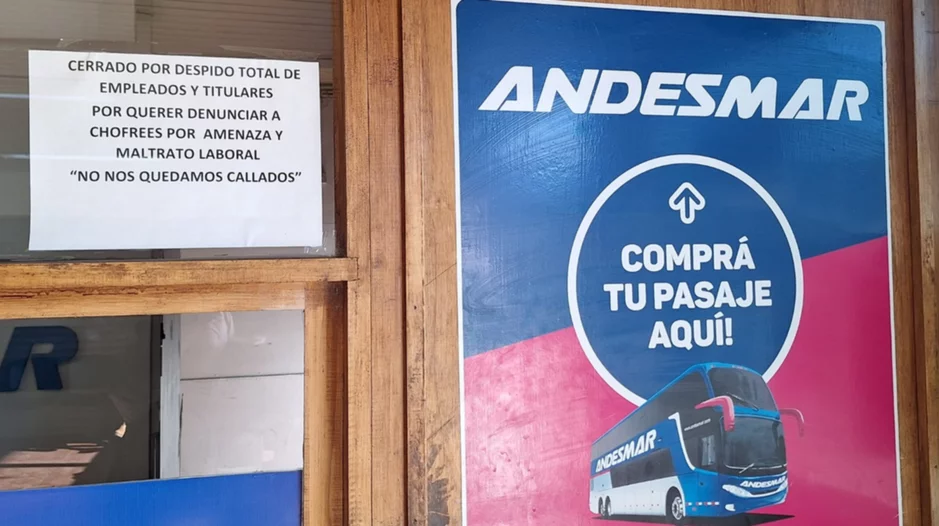 CERRADO POR DESPIDO TOTAL DE
EMPLEADOS Y TITULARES
POR QUERER DENUNCIAR A
CHOFREES POR AMENAZA Y
MALTRATO LABORAL
“NO NOS QUEDAMOS CALLADOS”
R
ANDESMAR
COMPRÁ
TU PASAJE
AQUÍ!
ANDESMAR
ANDESMAR